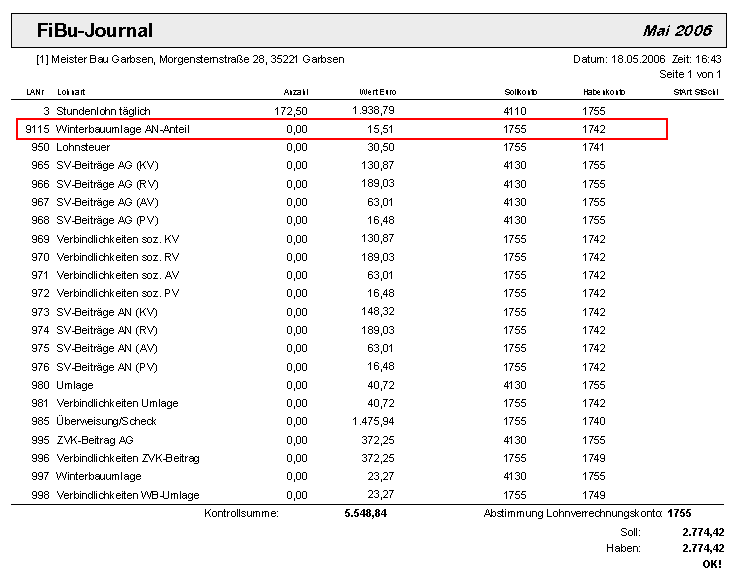 FiBu-Journal Mai 2006
[1] Meister Bau Garbsen, Morgensternstraße 28, 35221 Garbsen Datum: 18.05.2006 Zeit: 16:43
Seite 1 von 1
LANr Lohnart Anzahl Wert Euro Sollkonto Habenkonto StArt StSchl
3 Stundenlohn täglich 172,50 1.938,79 4110 1755
9115 Winterbauumlage AN-Anteil 0,00 15,51 1755 1742
950 Lohnsteuer 0,00 30,50 1755 1741
965 SV-Beiträge AG (KV) 0,00 130,87 4130 1755
966 SV-Beiträge AG (RV) 0,00 189,03 4130 1755
967 SV-Beiträge AG (AV) 0,00 63,01 4130 1755
968 SV-Beiträge AG (PV) 0,00 16,48 4130 1755
969 Verbindlichkeiten soz. KV 0,00 130,87 1755 1742
970 Verbindlichkeiten soz. RV 0,00 189,03 1755 1742
971 Verbindlichkeiten soz. AV 0,00 63,01 1755 1742
972 Verbindlichkeiten soz. PV 0,00 16,48 1755 1742
973 SV-Beiträge AN (KV) 0,00 148,32 1755 1742
974 SV-Beiträge AN (RV) 0,00 189,03 1755 1742
975 SV-Beiträge AN (AV) 0,00 63,01 1755 1742
976 SV-Beiträge AN (PV) 0,00 16,48 1755 1742
980 Umlage 0,00 40,72 4130 1755
981 Verbindlichkeiten Umlage 0,00 40,72 1755 1742
985 Überweisung/Scheck 0,00 1.475,94 1755 1740
995 ZVK-Beitrag AG 0,00 372,25 4130 1755
996 Verbindlichkeiten ZVK-Beitrag 0,00 372,25 1755 1749
997 Winterbauumlage 0,00 23,27 4130 1755
998 Verbindlichkeiten WB-Umlage 0,00 23,27 1755 1749
Kontrollsumme: 5.548,84 Abstimmung Lohnverrechnungskonto: 1755
Soll: 2.774,42
Haben: 2.774,42
OK!